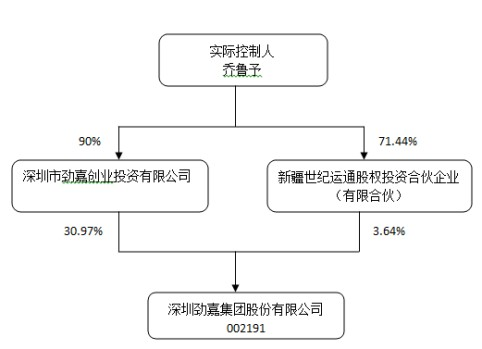 实际控制人
乔鲁予
90%
71.44%
深圳市劲嘉创业投资有限公司
新疆世纪运通股权投资合伙企业
（有限合伙）
30.97%
3.64%
深圳劲嘉集团股份有限公司
002191